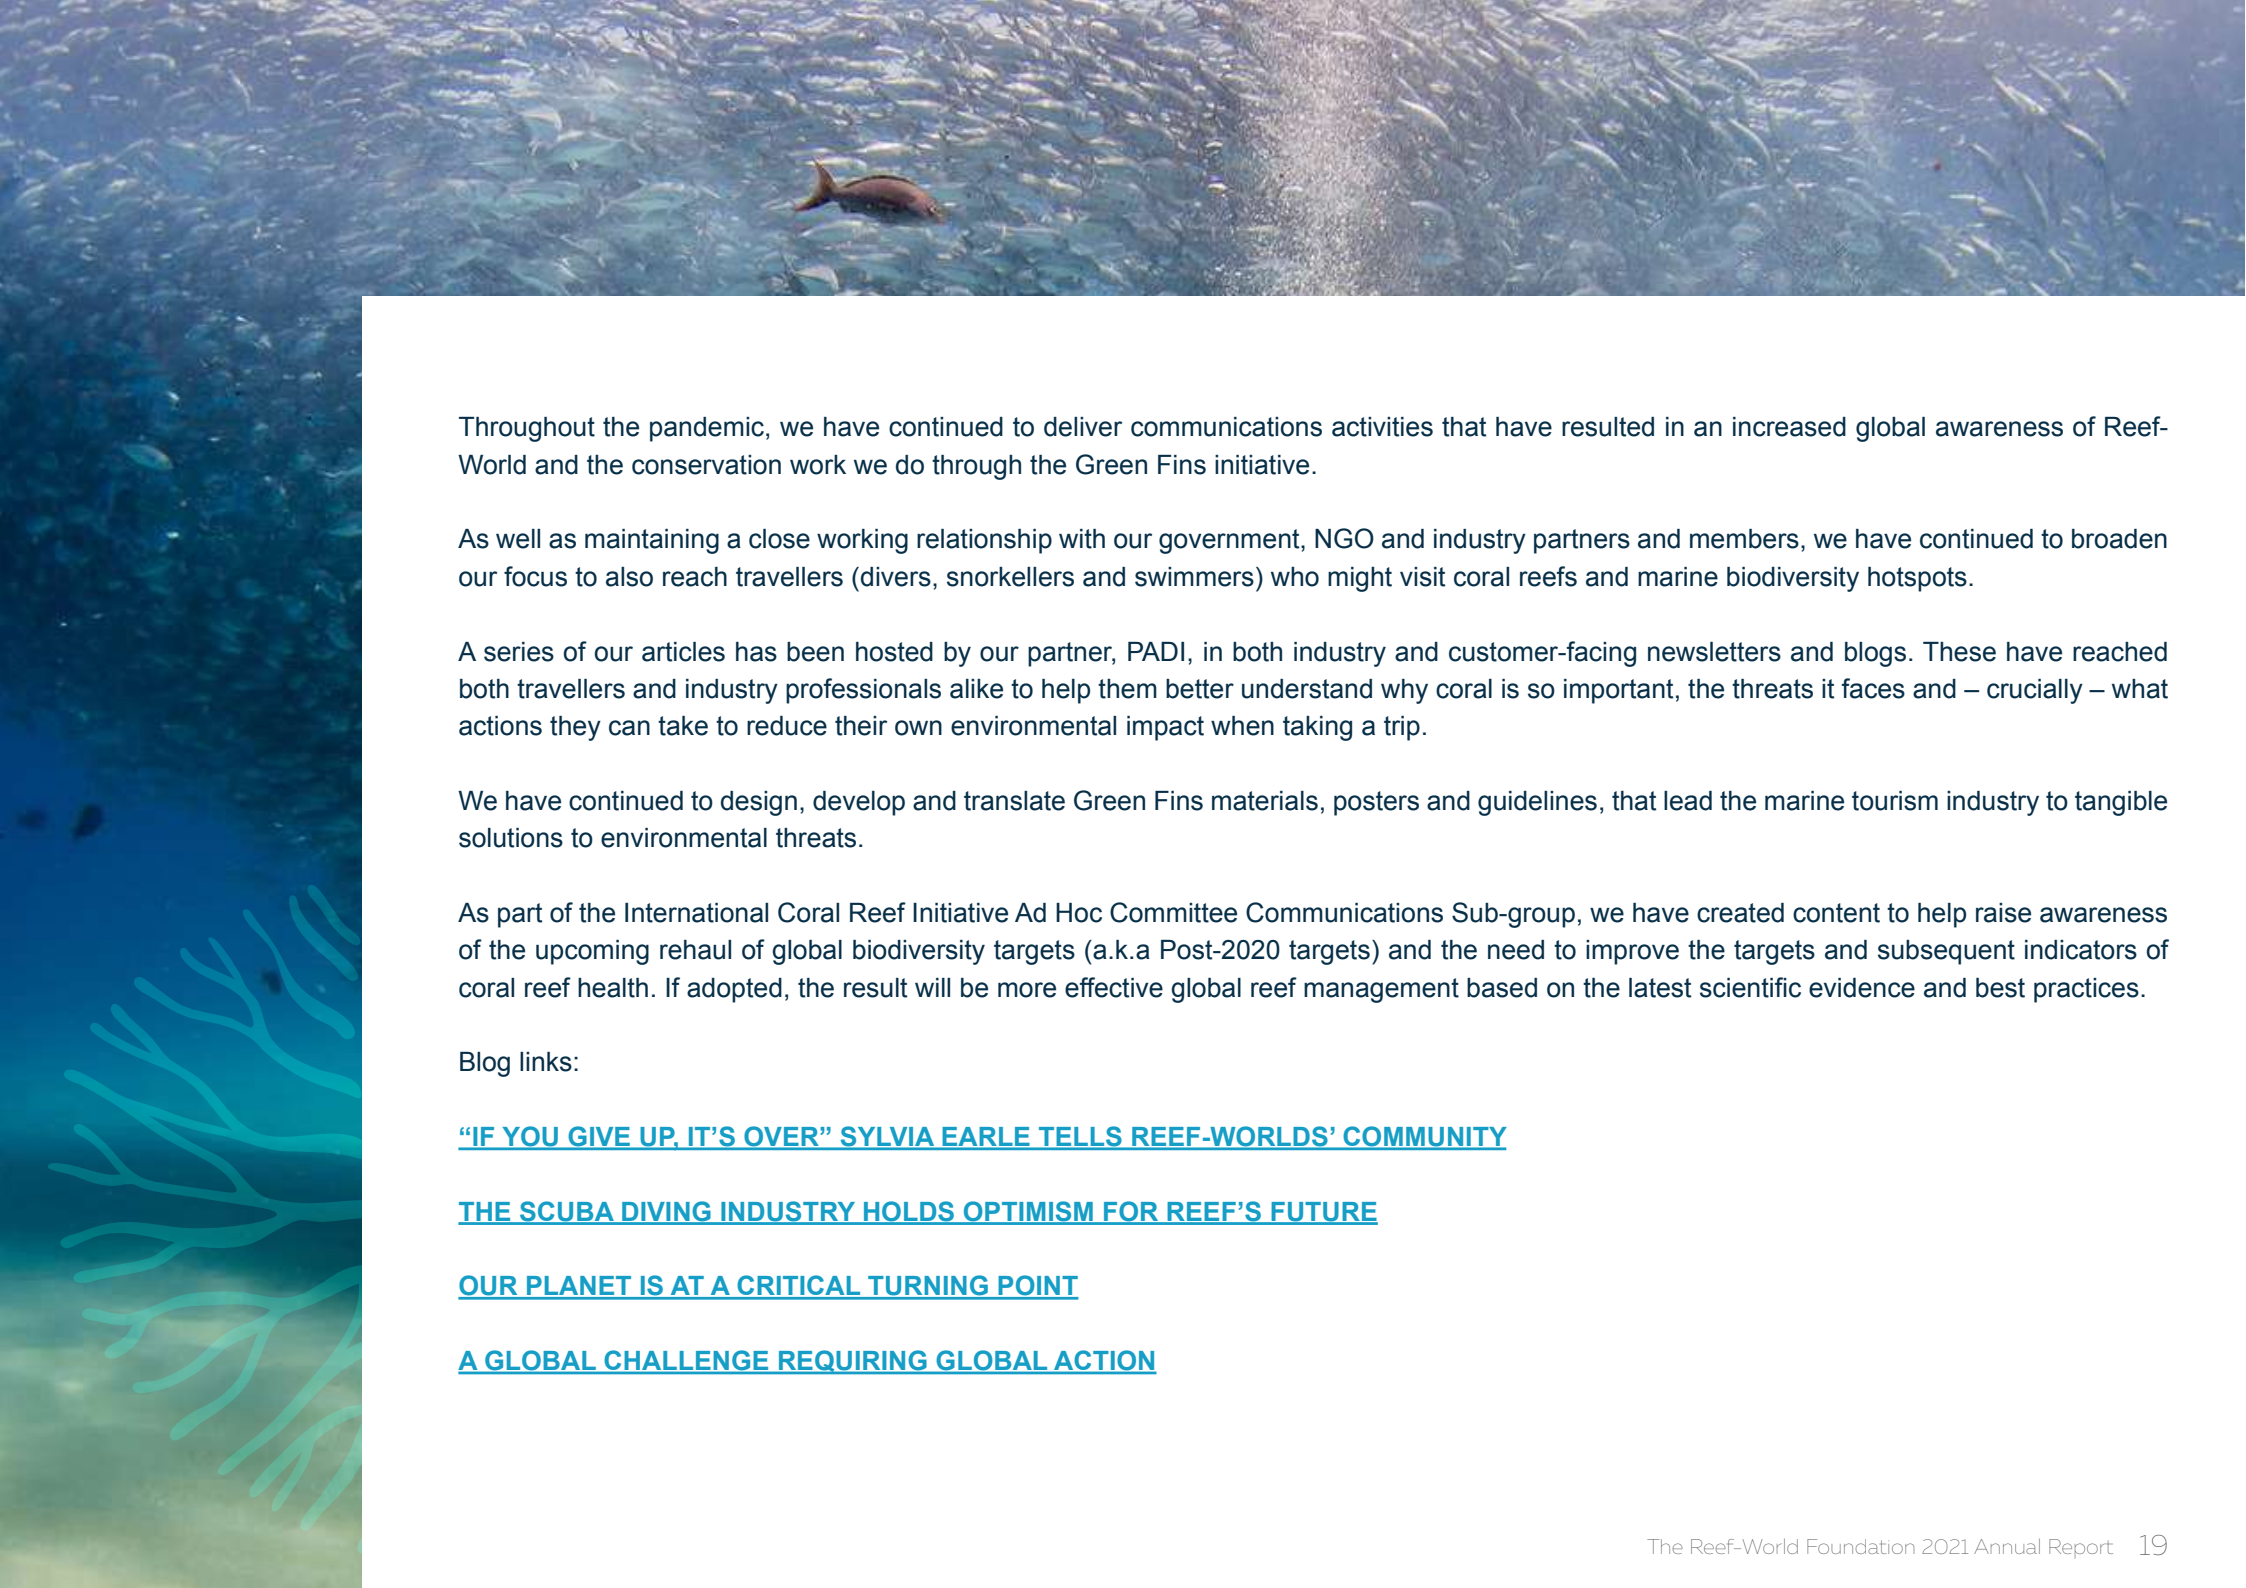 Throughout the pandemic, we have continued to deliver communications activities that have resulted in an increased global awareness of Reef-
World and the conservation work we do through the Green Fins initiative.
As well as maintaining a close working relationship with our government, NGO and industry partners and members, we have continued to broaden
our focus to also reach travellers (divers, snorkellers and swimmers) who might visit coral reefs and marine biodiversity hotspots.
A series of our articles has been hosted by our partner, PADI, in both industry and customer-facing newsletters and blogs. These have reached
both travellers and industry professionals alike to help them better understand why coral is so important, the threats it faces and – crucially – what
actions they can take to reduce their own environmental impact when taking a trip.
We have continued to design, develop and translate Green Fins materials, posters and guidelines, that lead the marine tourism industry to tangible
solutions to environmental threats.
As part of the International Coral Reef Initiative Ad Hoc Committee Communications Sub-group, we have created content to help raise awareness
of the upcoming rehaul of global biodiversity targets (a.k.a Post-2020 targets) and the need to improve the targets and subsequent indicators of
coral reef health. If adopted, the result will be more effective global reef management based on the latest scientific evidence and best practices.
Blog links:
“IF YOU GIVE UP, IT’S OVER” SYLVIA EARLE TELLS REEF-WORLDS’ COMMUNITY
THE SCUBA DIVING INDUSTRY HOLDS OPTIMISM FOR REEF’S FUTURE
OUR PLANET IS AT A CRITICAL TURNING POINT
A GLOBAL CHALLENGE REQUIRING GLOBAL ACTION
The Reef-World Foundation 2021 Annual Report 19